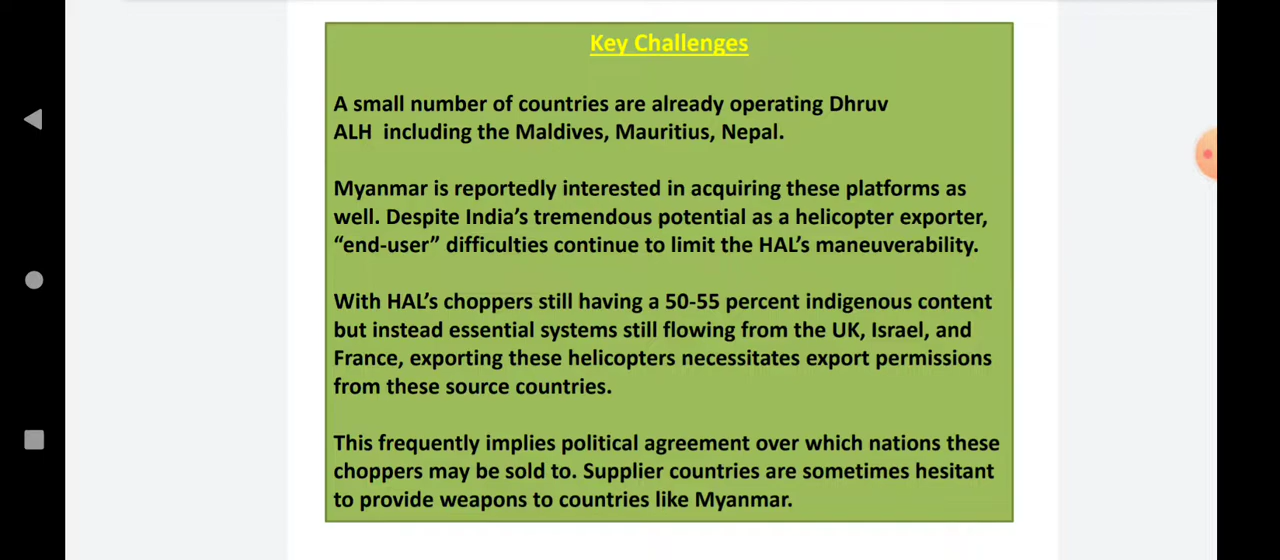 Key Challenges
A small number of countries are already operating Dhruv
ALH including the Maldives, Mauritius, Nepal.
Myanmar is reportedly interested in acquiring these platforms as
well. Despite India's tremendous potential as a helicopter exporter,
“end-user” difficulties continue to limit the HAL's maneuverability.
With HAL's choppers still having a 50-55 percent indigenous content
but instead essential systems still flowing from the UK, Israel, and
France, exporting these helicopters necessitates export permissions
from these source countries.
This frequently implies political agreement over which nations these
choppers may be sold to. Supplier countries are sometimes hesitant
to provide weapons to countries like Myanmar.